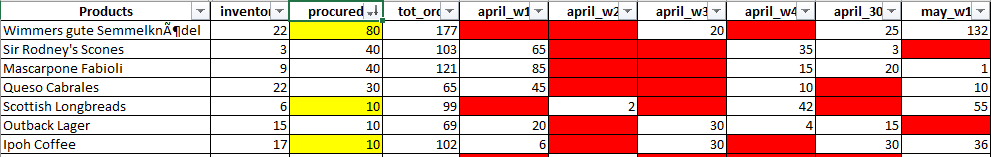 Products inventor procured tot_ord april_w1 april_w2 april_w3 april_w4 april_30 may_w1
Wimmers gute SemmelknÃ¶del 22 80 177 20 25 132
Sir Rodney's Scones 3 40 103 65 35 3
Mascarpone Fabioli 9 40 121 85 15 20 1
Queso Cabrales 22 30 65 45 10 10
Scottish Longbreads 6 10 99 2 42 55
Outback Lager 15 10 69 20 30 4 15
Ipoh Coffee 17 10 102 6 30 30 36